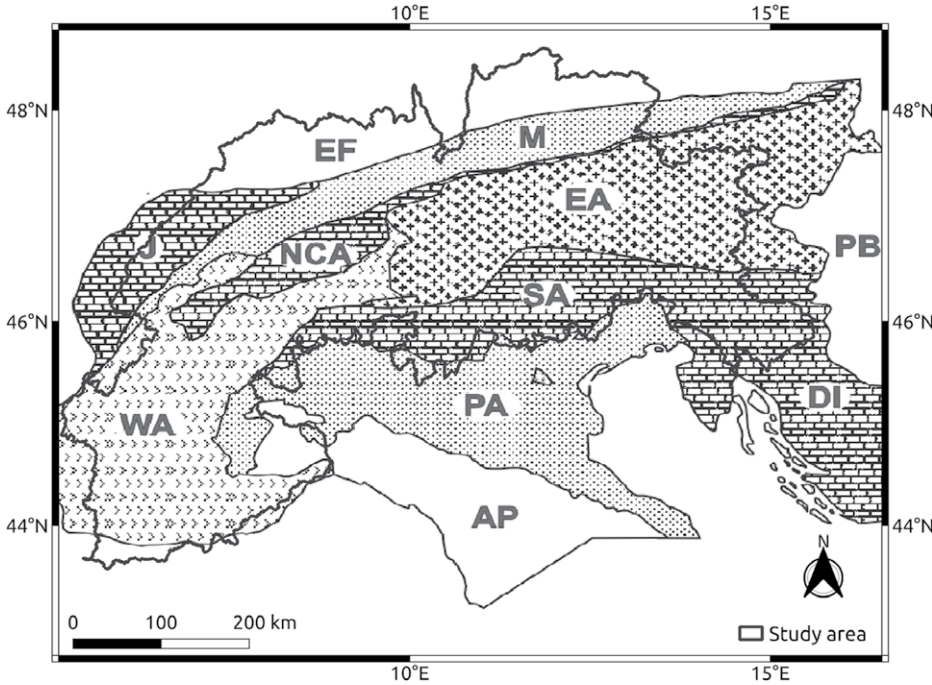 10°E 15°E
48°N 48°N
EF M
EA
J NCA PB
SA
46°N 46°N
DI
WA PA
AP
44°N 44°N
N
0 100 200 km
Study area
10°E 15°E